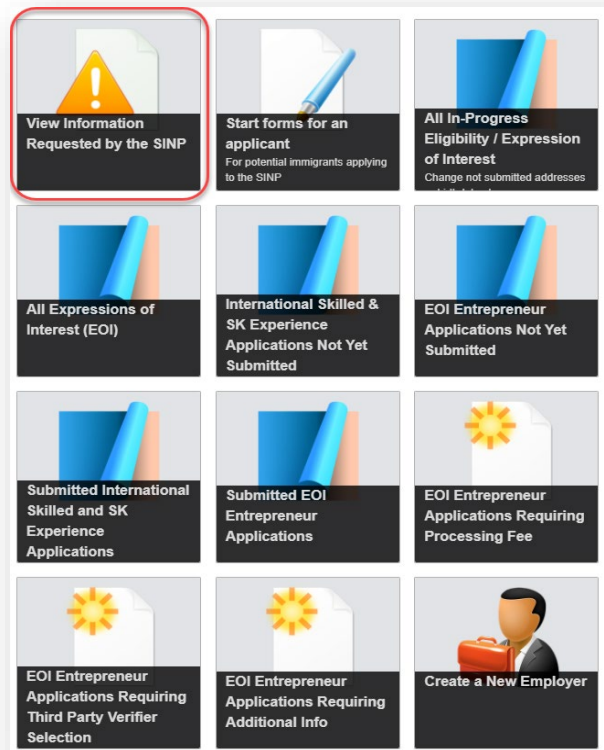 View Information
Requested by the SINP
Start forms for an
applicant
For potential immigrants applying
to the SINP
All In-Progress
Eligibility / Expression
of Interest
Change not submitted addresses
All Expressions of
Interest (EOI)
International Skilled &
SK Experience
Applications Not Yet
Submitted
EOI Entrepreneur
Applications Not Yet
Submitted
Submitted International
Skilled and SK
Experience
Applications
Submitted EOI
Entrepreneur
Applications
EOI Entrepreneur
Applications Requiring
Processing Fee
EOI Entrepreneur
Applications Requiring
Third Party Verifier
Selection
EOI Entrepreneur
Applications Requiring
Additional Info
Create a New Employer